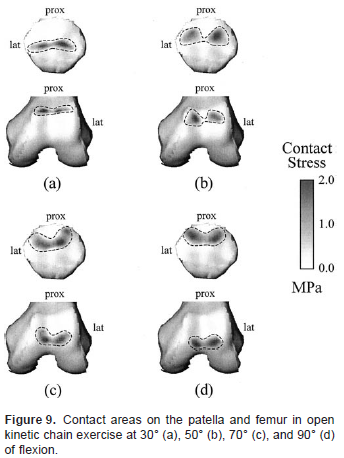 prox
prox
lat
prox
prox
lat
lat
(a)
(b)
Contact
Stress
2.0
1.0
0.0
MPa
prox
prox
lat
lat
prox
prox
lat
lat
(c)
(d)
Figure 9. Contact areas on the patella and femur in open
kinetic chain exercise at 30° (a), 50° (b), 70° (c), and 90° (d)
of flexion.